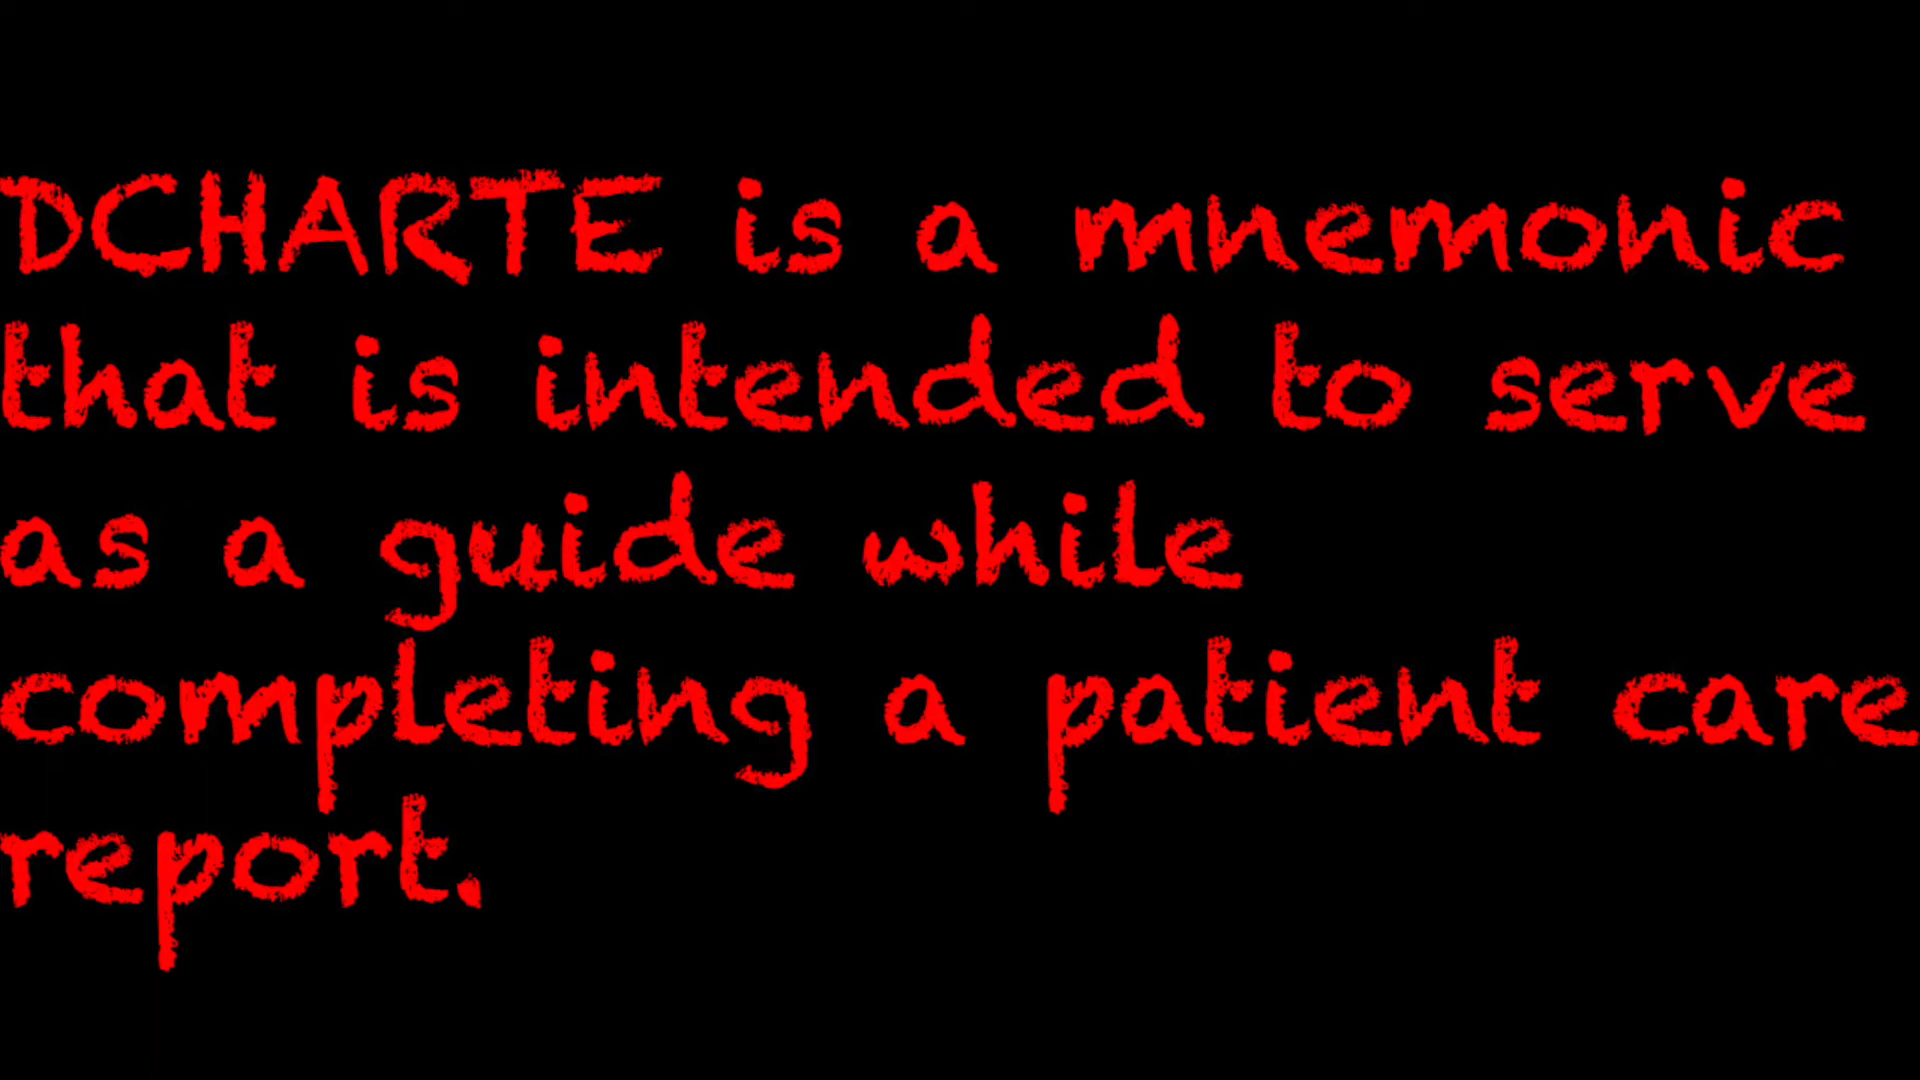 DCHARTE is a mnemonic
that is intended to serve
as a guide while
completing a patient care
report.